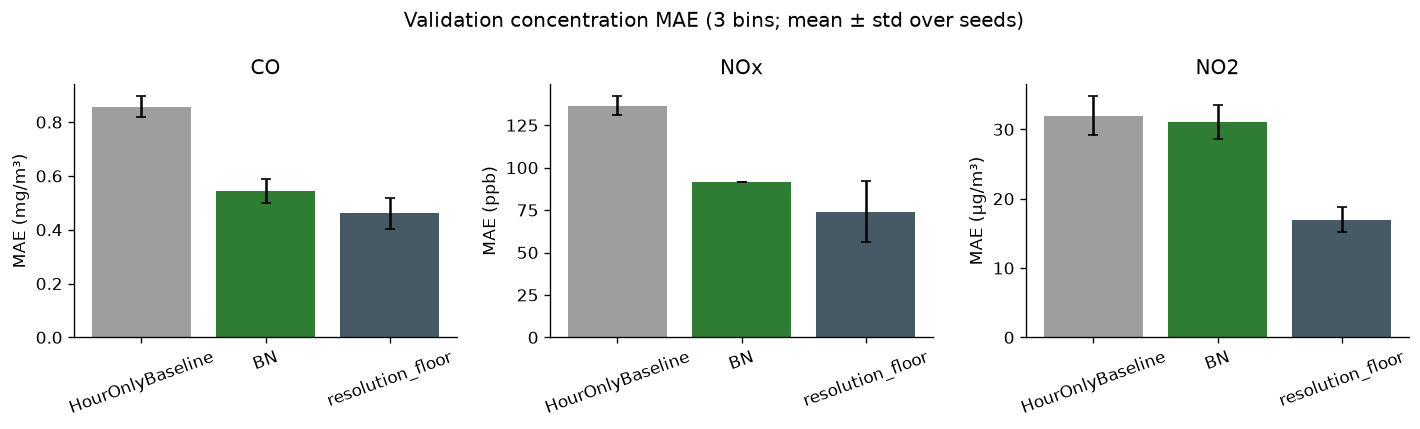 Validation concentration MAE (3 bins; mean ± std over seeds)
CO
MAE (mg/m³)
0.8
0.6
0.4
0.2
0.0
HourOnlyBaseline
BN
resolution_floor
NOx
MAE (ppb)
125
100
75
50
25
0
HourOnlyBaseline
BN
resolution_floor
NO2
MAE (µg/m³)
30
20
10
0
HourOnlyBaseline
BN
resolution_floor